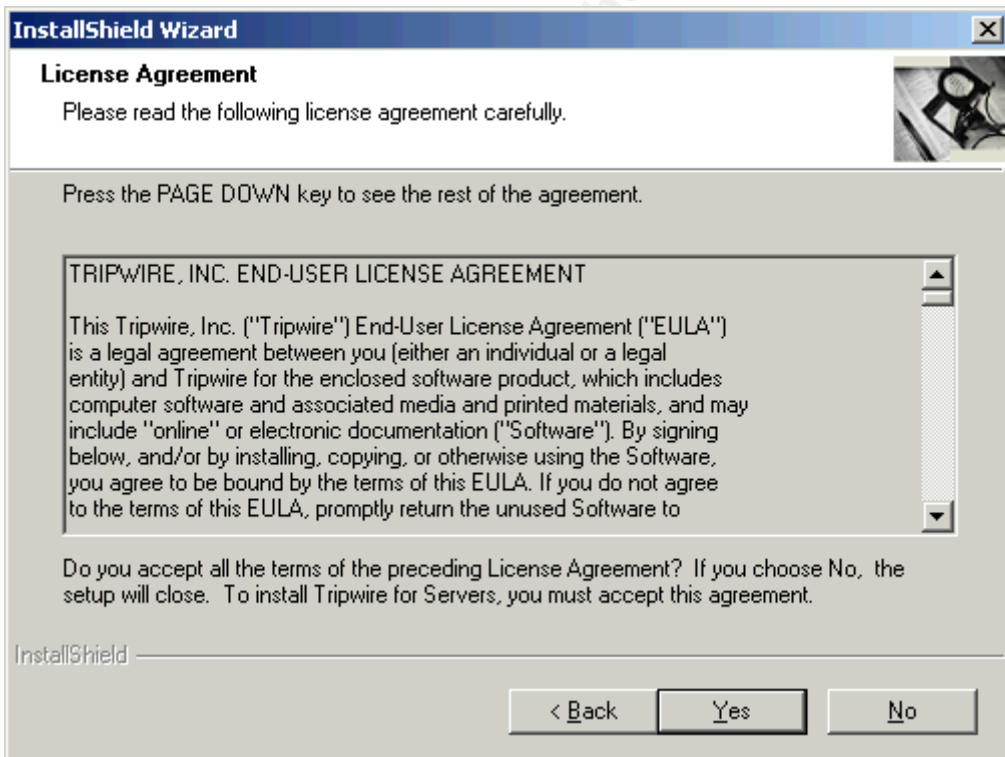 InstallShield Wizard
License Agreement
Please read the following license agreement carefully.
Press the PAGE DOWN key to see the rest of the agreement.
TRIPWIRE, INC. END-USER LICENSE AGREEMENT
This Tripwire, Inc. ("Tripwire") End-User License Agreement ("EULA")
is a legal agreement between you (either an individual or a legal
entity) and Tripwire for the enclosed software product, which includes
computer software and associated media and printed materials, and may
include "online" or electronic documentation ("Software"). By signing
below, and/or by installing, copying, or otherwise using the Software,
you agree to be bound by the terms of this EULA. If you do not agree
to the terms of this EULA, promptly return the unused Software to
Do you accept all the terms of the preceding License Agreement? If you choose No, the
setup will close. To install Tripwire for Servers, you must accept this agreement.
InstallShield
< Back
Yes
No